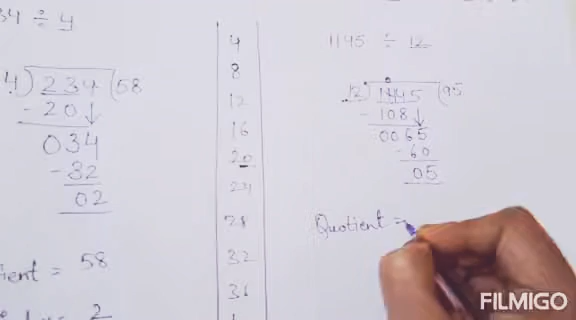 34 ÷ 4
4) 234 (58
- 20 ↓
034
- 32
02
ient = 58
= 2
4
8
12
16
20
24
28
32
36
1145 ÷ 12
12) 1145 (95
- 108 ↓
0065
- 60
05
Quotient =
FILMIGO